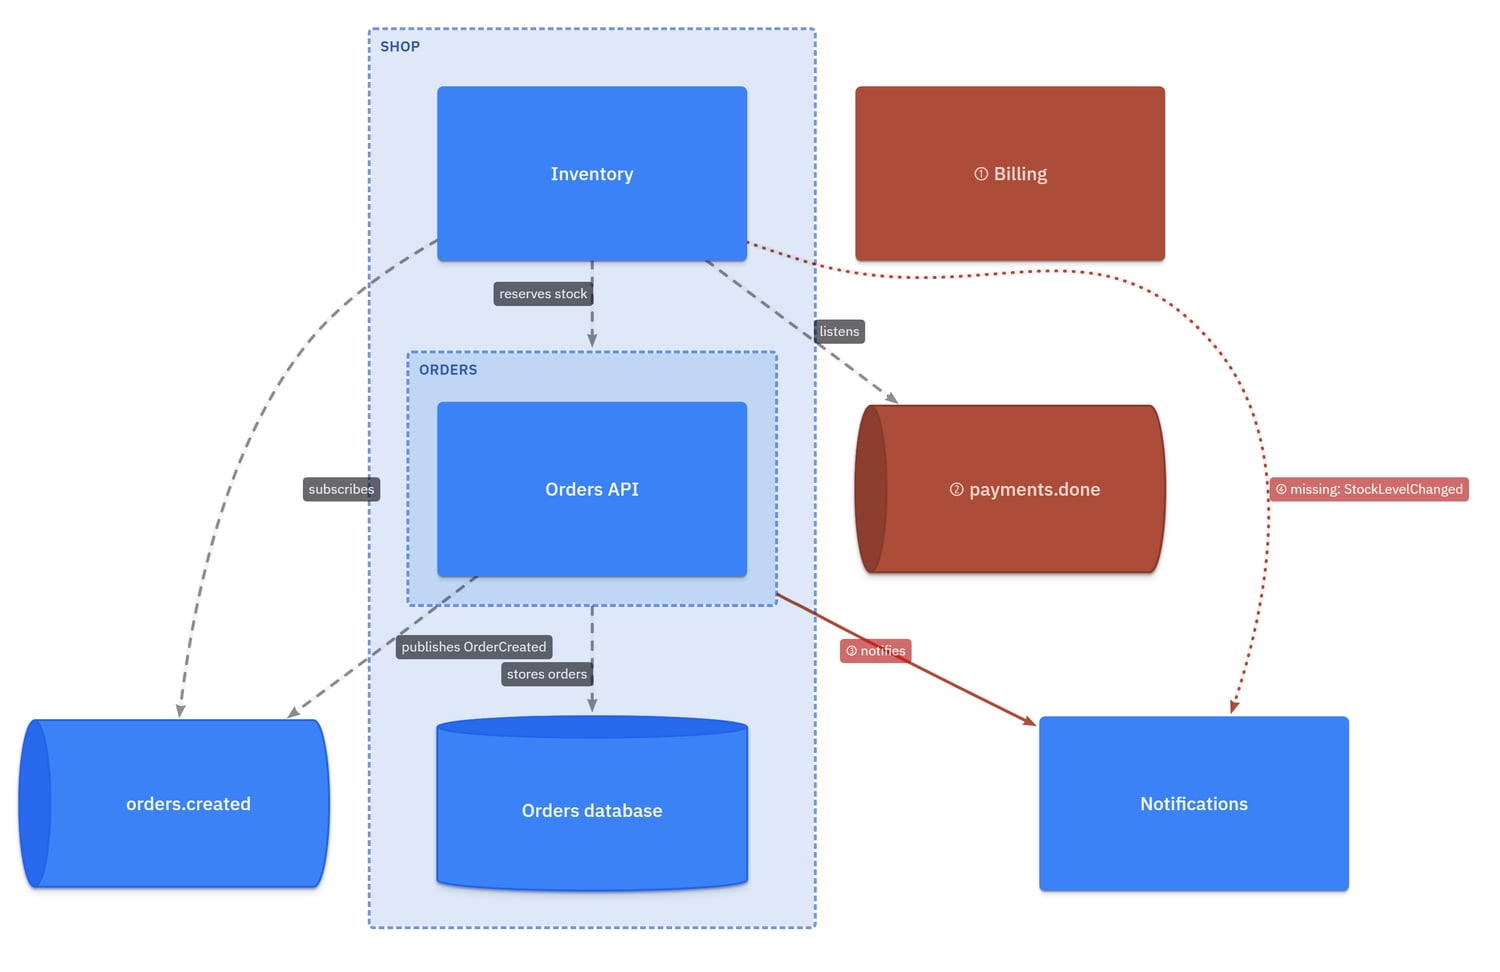 SHOP
Inventory
① Billing
reserves stock
listens
ORDERS
Orders API
subscribes
② payments.done
④ missing: StockLevelChanged
publishes OrderCreated
③ notifies
stores orders
orders.created
Orders database
Notifications